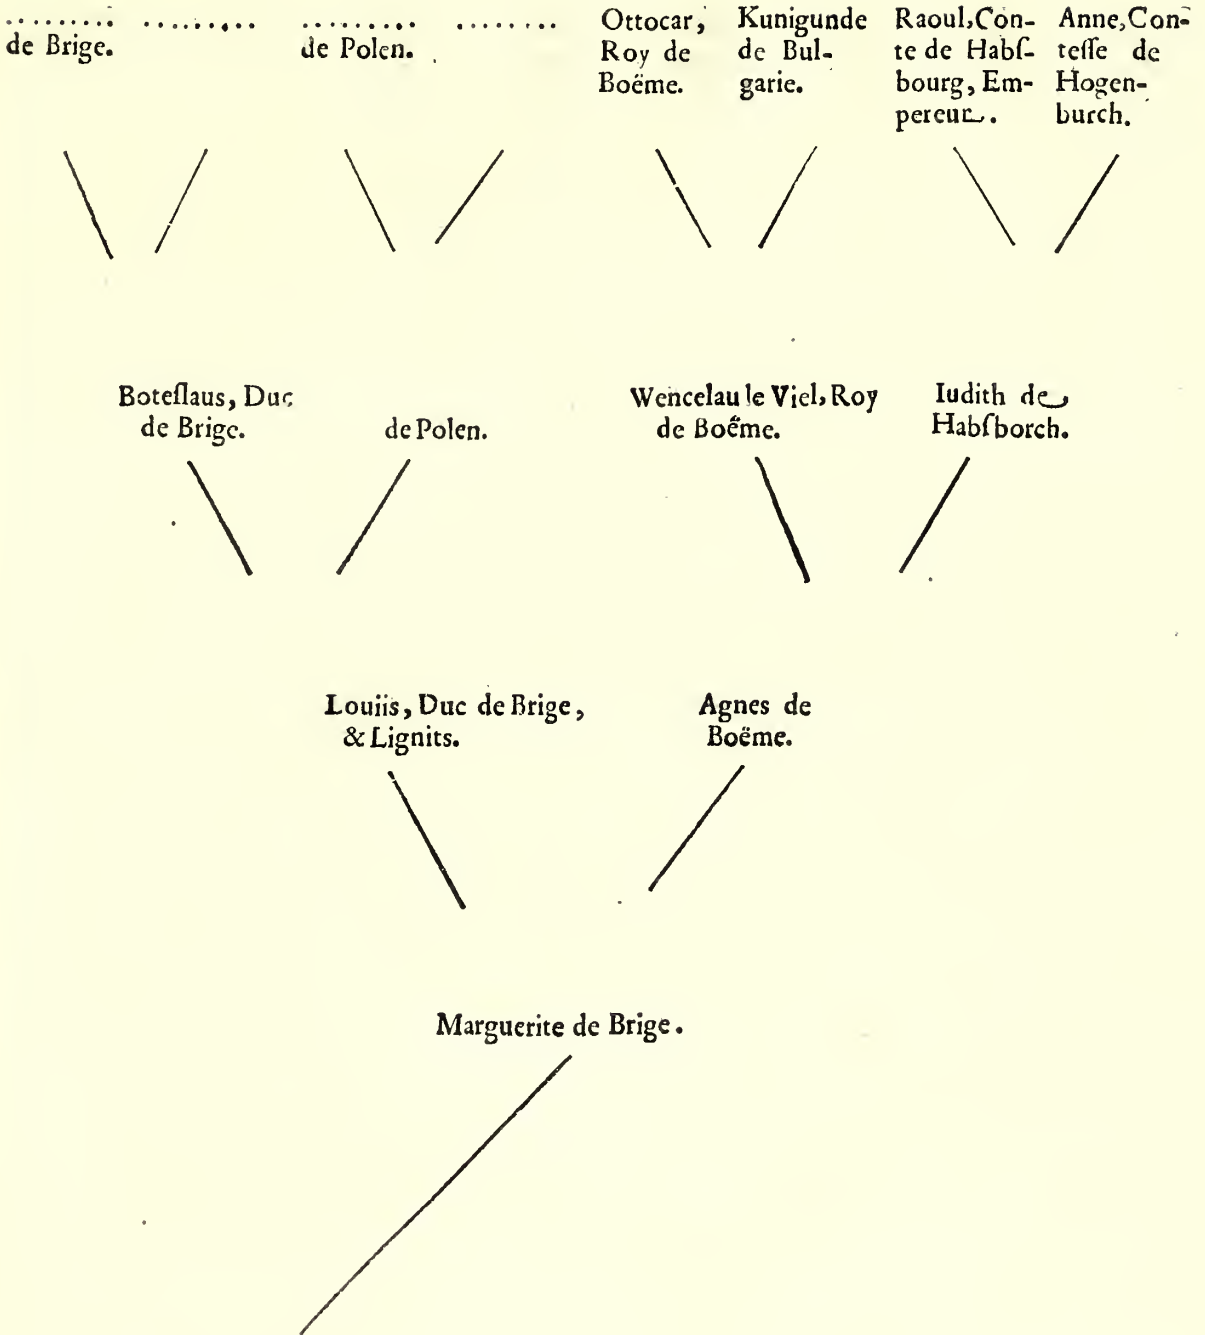 ......... ......... ......... ........
de Brige.
de Polen.
Ottocar,
Roy de
Boëme.
Kunigunde
de Bul-
garie.
Raoul, Con-
te de Habſ-
bourg, Em-
pereur.
Anne, Con-
teſſe de
Hogen-
burch.
Boteſlaus, Duc
de Brige.
de Polen.
Wencelau le Viel, Roy
de Boëme.
Iudith de
Habſborch.
Louiis, Duc de Brige,
& Lignits.
Agnes de
Boëme.
Marguerite de Brige.